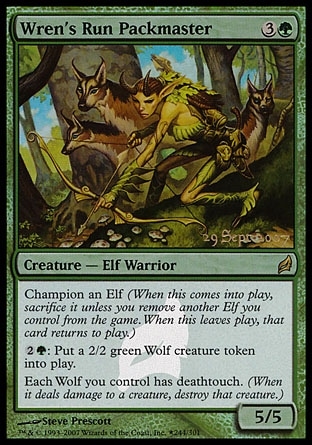 Wren's Run Packmaster 3
29 Sept 2007
Creature — Elf Warrior
Champion an Elf (When this comes into play,
sacrifice it unless you remove another Elf you
control from the game. When this leaves play, that
card returns to play.)
2: Put a 2/2 green Wolf creature token
into play.
Each Wolf you control has deathtouch. (When
it deals damage to a creature, destroy that creature.)
Steve Prescott
™ & © 1993-2007 Wizards of the Coast, Inc. ★244/301
5/5